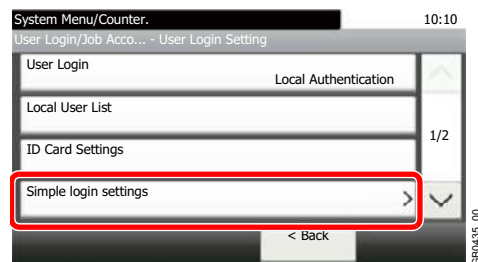 System Menu/Counter. 10:10
User Login/Job Acco... - User Login Setting
User Login
Local Authentication
Local User List
1/2
ID Card Settings
Simple login settings >
< Back
GB0435_00